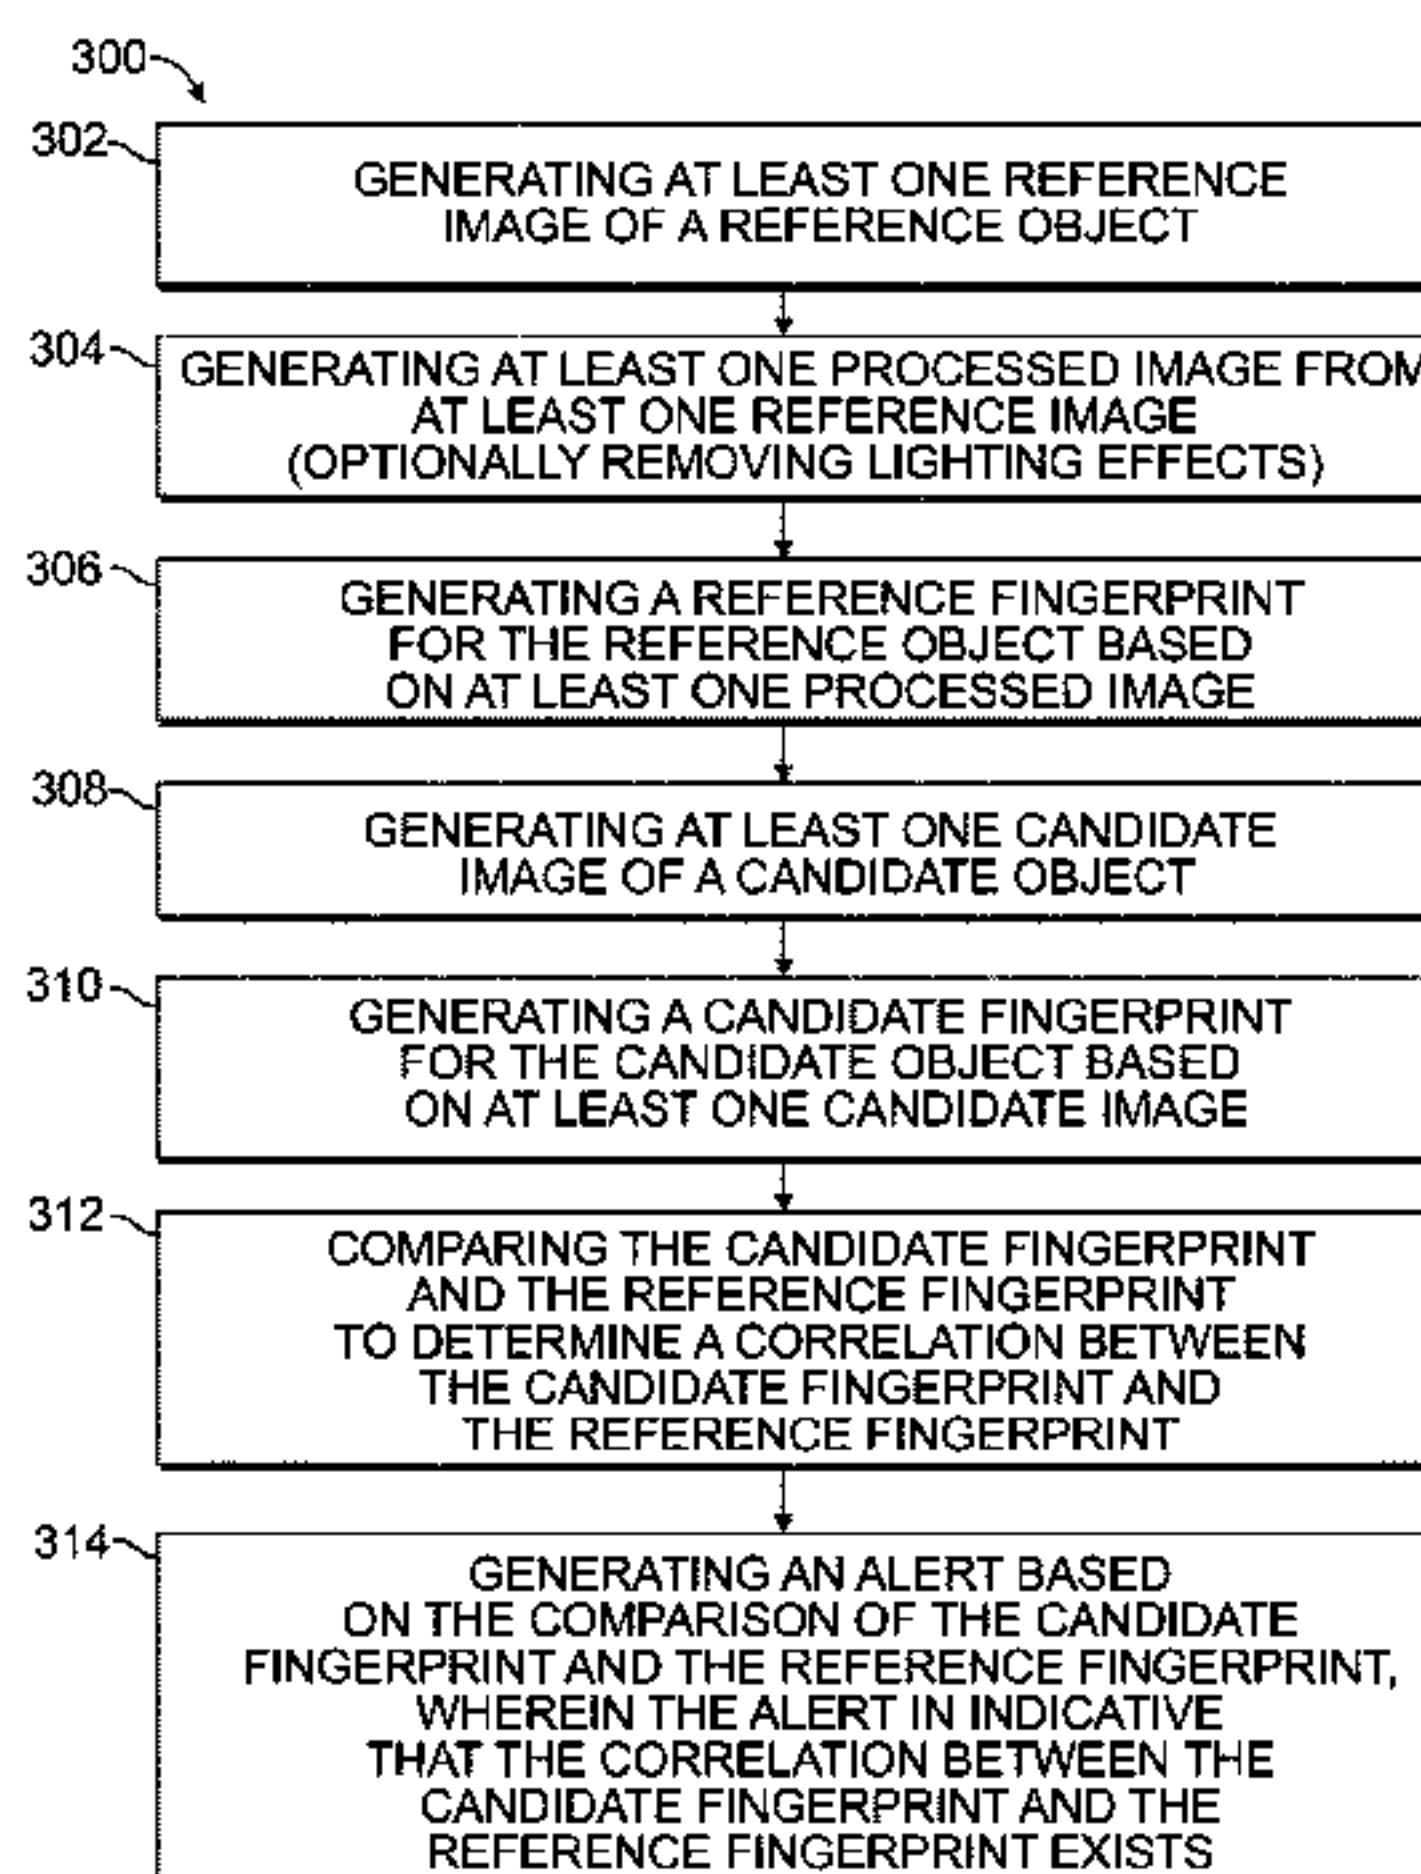 300
302
GENERATING AT LEAST ONE REFERENCE
IMAGE OF A REFERENCE OBJECT
304
GENERATING AT LEAST ONE PROCESSED IMAGE FROM
AT LEAST ONE REFERENCE IMAGE
(OPTIONALLY REMOVING LIGHTING EFFECTS)
306
GENERATING A REFERENCE FINGERPRINT
FOR THE REFERENCE OBJECT BASED
ON AT LEAST ONE PROCESSED IMAGE
308
GENERATING AT LEAST ONE CANDIDATE
IMAGE OF A CANDIDATE OBJECT
310
GENERATING A CANDIDATE FINGERPRINT
FOR THE CANDIDATE OBJECT BASED
ON AT LEAST ONE CANDIDATE IMAGE
312
COMPARING THE CANDIDATE FINGERPRINT
AND THE REFERENCE FINGERPRINT
TO DETERMINE A CORRELATION BETWEEN
THE CANDIDATE FINGERPRINT AND
THE REFERENCE FINGERPRINT
314
GENERATING AN ALERT BASED
ON THE COMPARISON OF THE CANDIDATE
FINGERPRINT AND THE REFERENCE FINGERPRINT,
WHEREIN THE ALERT IN INDICATIVE
THAT THE CORRELATION BETWEEN THE
CANDIDATE FINGERPRINT AND THE
REFERENCE FINGERPRINT EXISTS